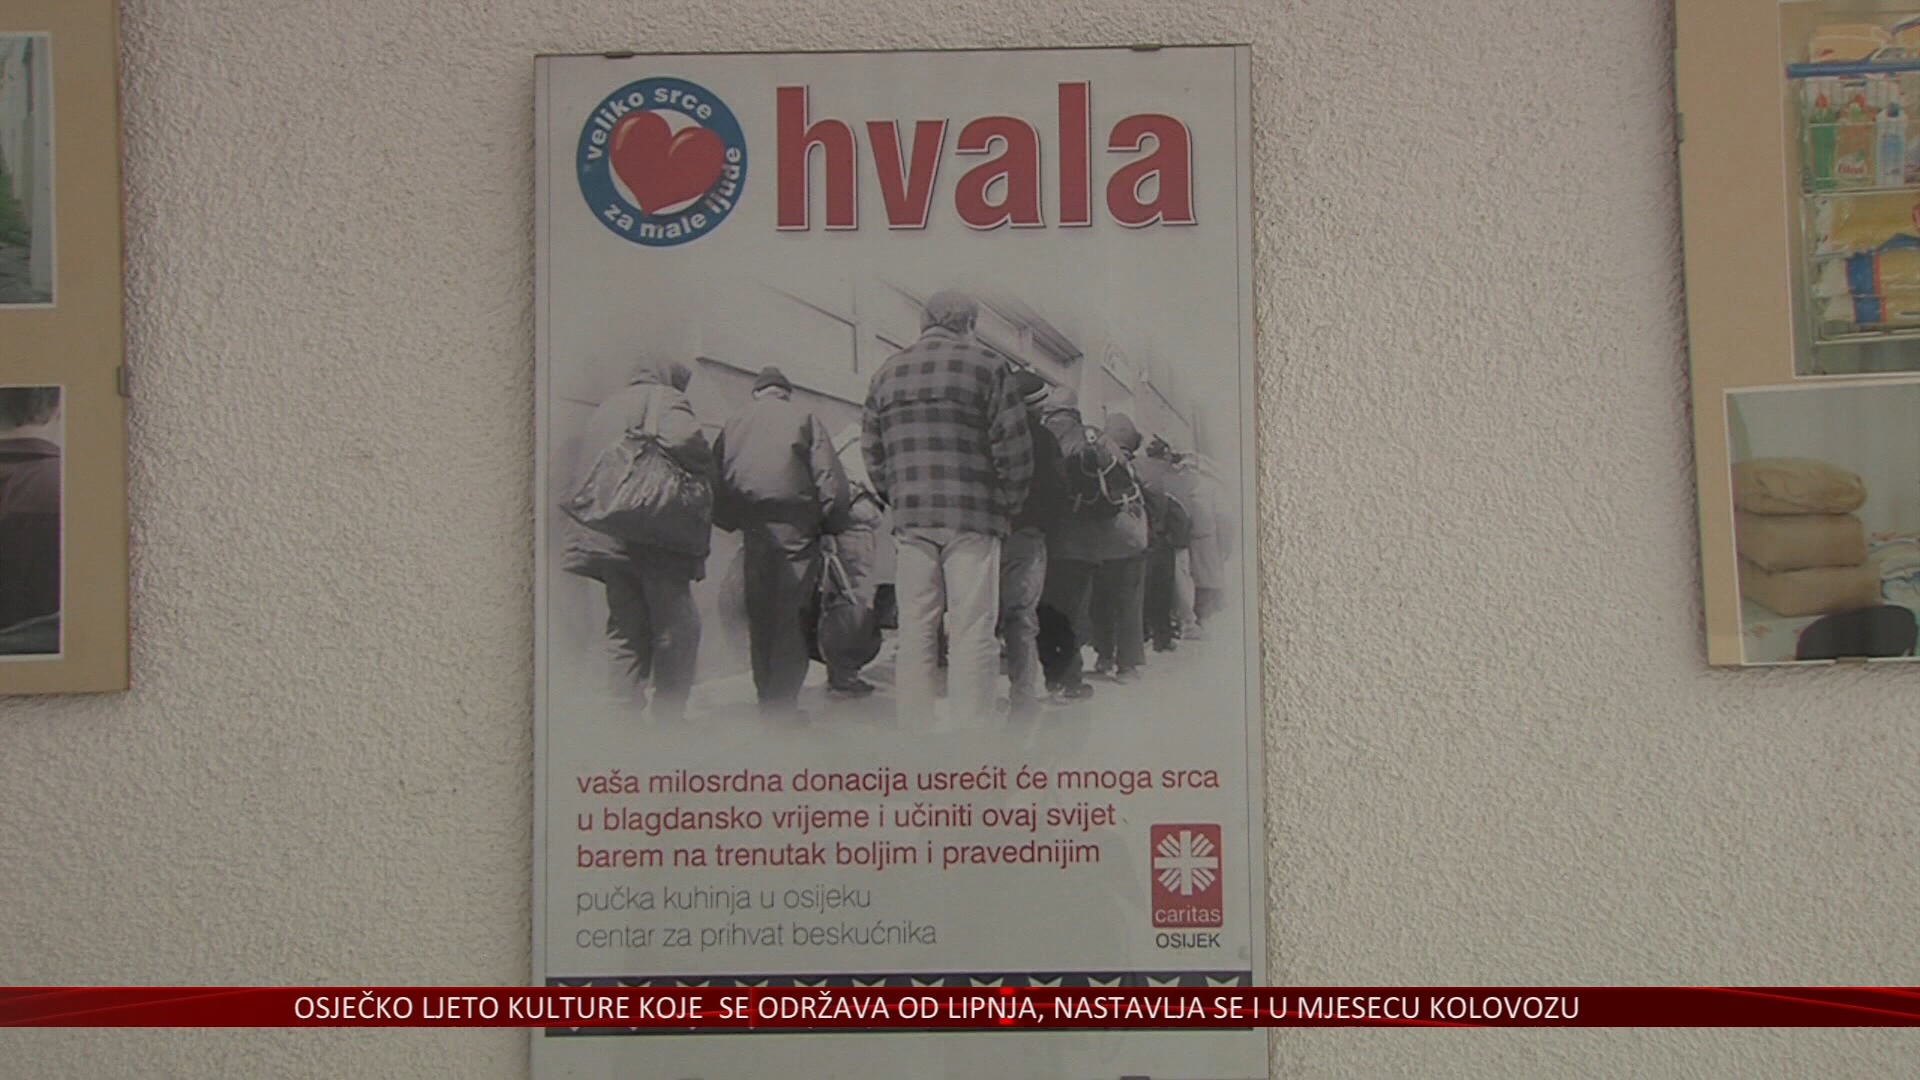 veliko srce
za male ljude
hvala
vaša milosrdna donacija usrećit će mnoga srca
u blagdansko vrijeme i učiniti ovaj svijet
barem na trenutak boljim i pravednijim
pučka kuhinja u osijeku
centar za prihvat beskućnika
caritas
OSIJEK
OSJEČKO LJETO KULTURE KOJE  SE ODRŽAVA OD LIPNJA, NASTAVLJA SE I U MJESECU KOLOVOZU